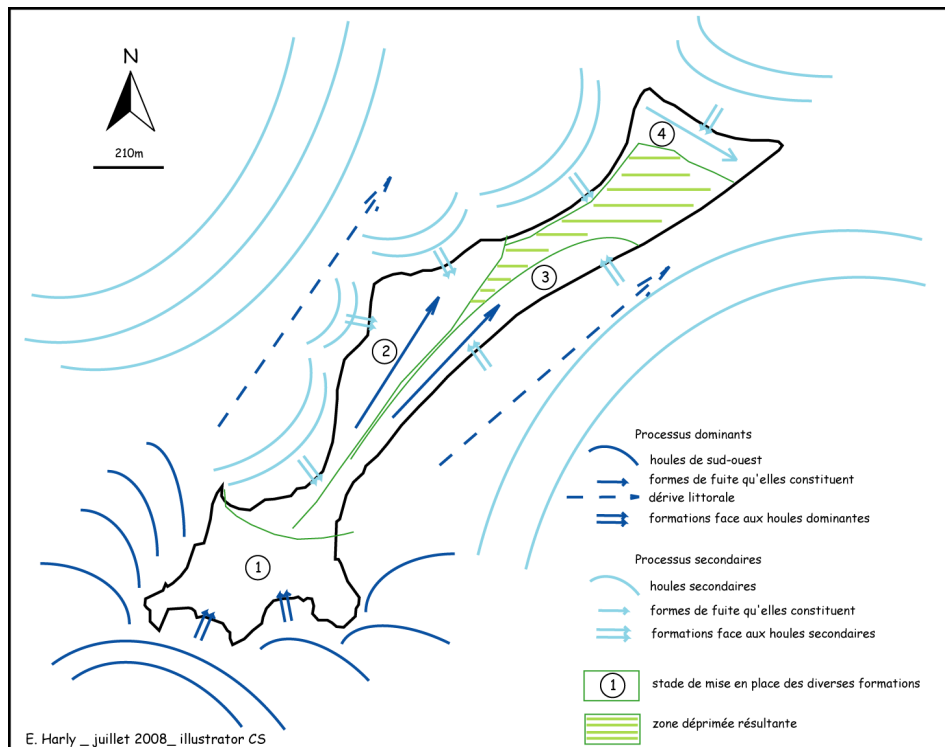 N
210m
4
3
2
1
Processus dominants
houles de sud-ouest
formes de fuite qu'elles constituent
dérive littorale
formations face aux houles dominantes
Processus secondaires
houles secondaires
formes de fuite qu'elles constituent
formations face aux houles secondaires
1 stade de mise en place des diverses formations
zone déprimée résultante
E. Harly _ juillet 2008_ illustrator CS